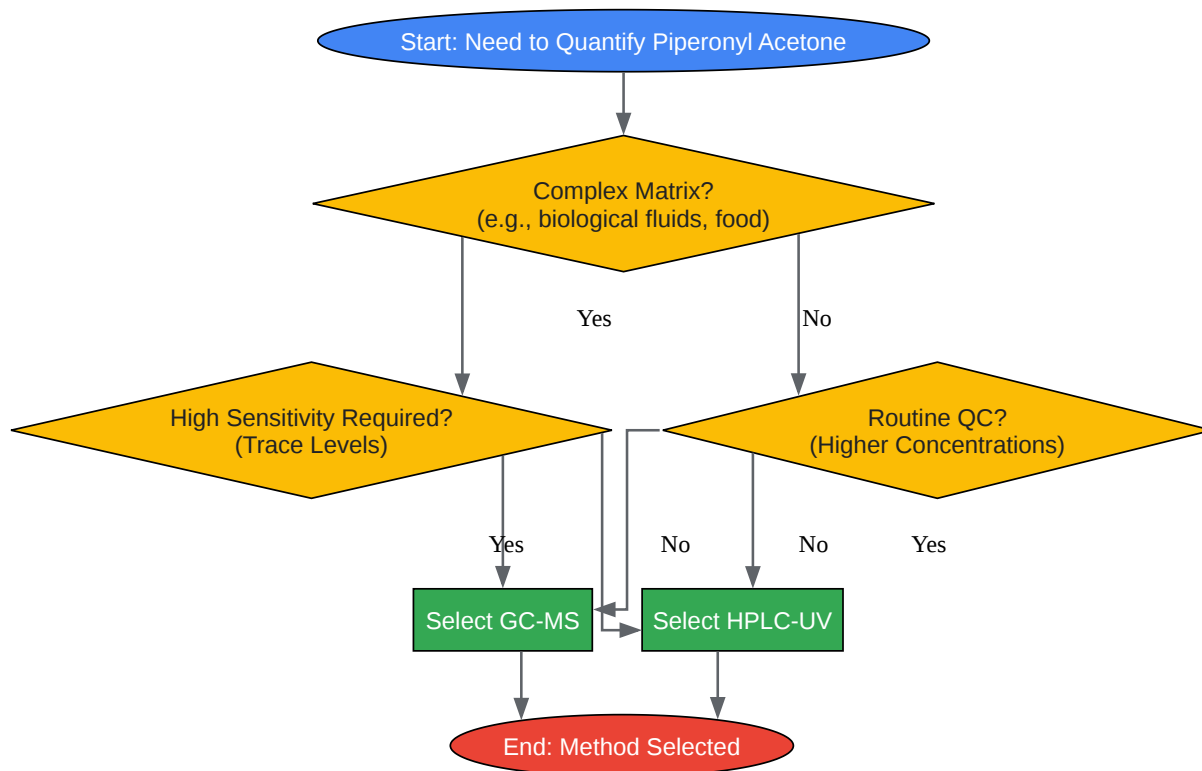 Start: Need to Quantify Piperonyl Acetone
Complex Matrix?
(e.g., biological fluids, food)
Yes
No
High Sensitivity Required?
(Trace Levels)
Routine QC?
(Higher Concentrations)
Yes
No
No
Yes
Select GC-MS
Select HPLC-UV
End: Method Selected